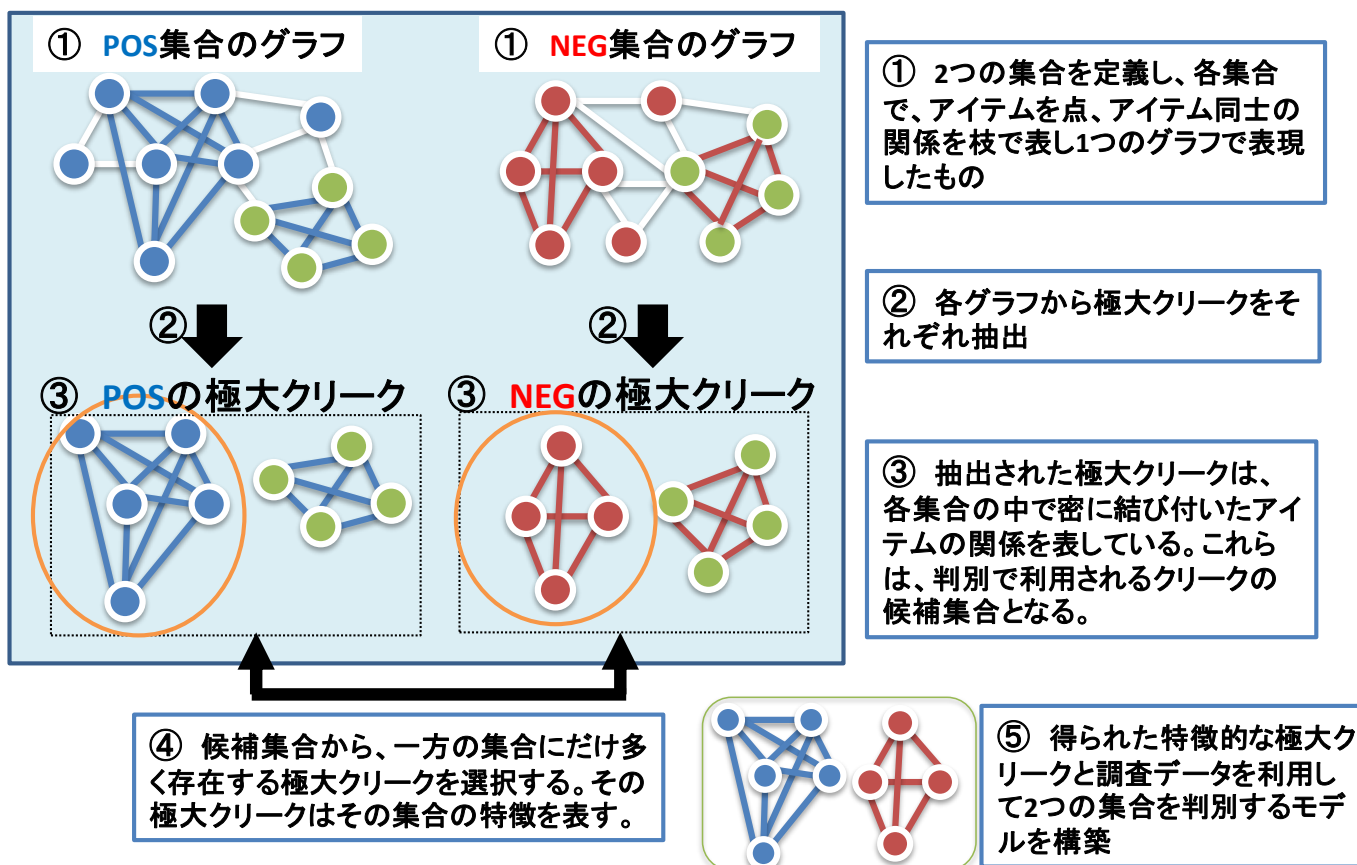 ① POS集合のグラフ
① NEG集合のグラフ
① 2つの集合を定義し、各集合
で、アイテムを点、アイテム同士の
関係を枝で表し1つのグラフで表現
したもの
②
②
② 各グラフから極大クリークをそ
れぞれ抽出
③ POSの極大クリーク
③ NEGの極大クリーク
③ 抽出された極大クリークは、
各集合の中で密に結び付いたアイ
テムの関係を表している。これら
は、判別で利用されるクリークの
候補集合となる。
④ 候補集合から、一方の集合にだけ多
く存在する極大クリークを選択する。その
極大クリークはその集合の特徴を表す。
⑤ 得られた特徴的な極大ク
リークと調査データを利用し
て2つの集合を判別するモデ
ルを構築